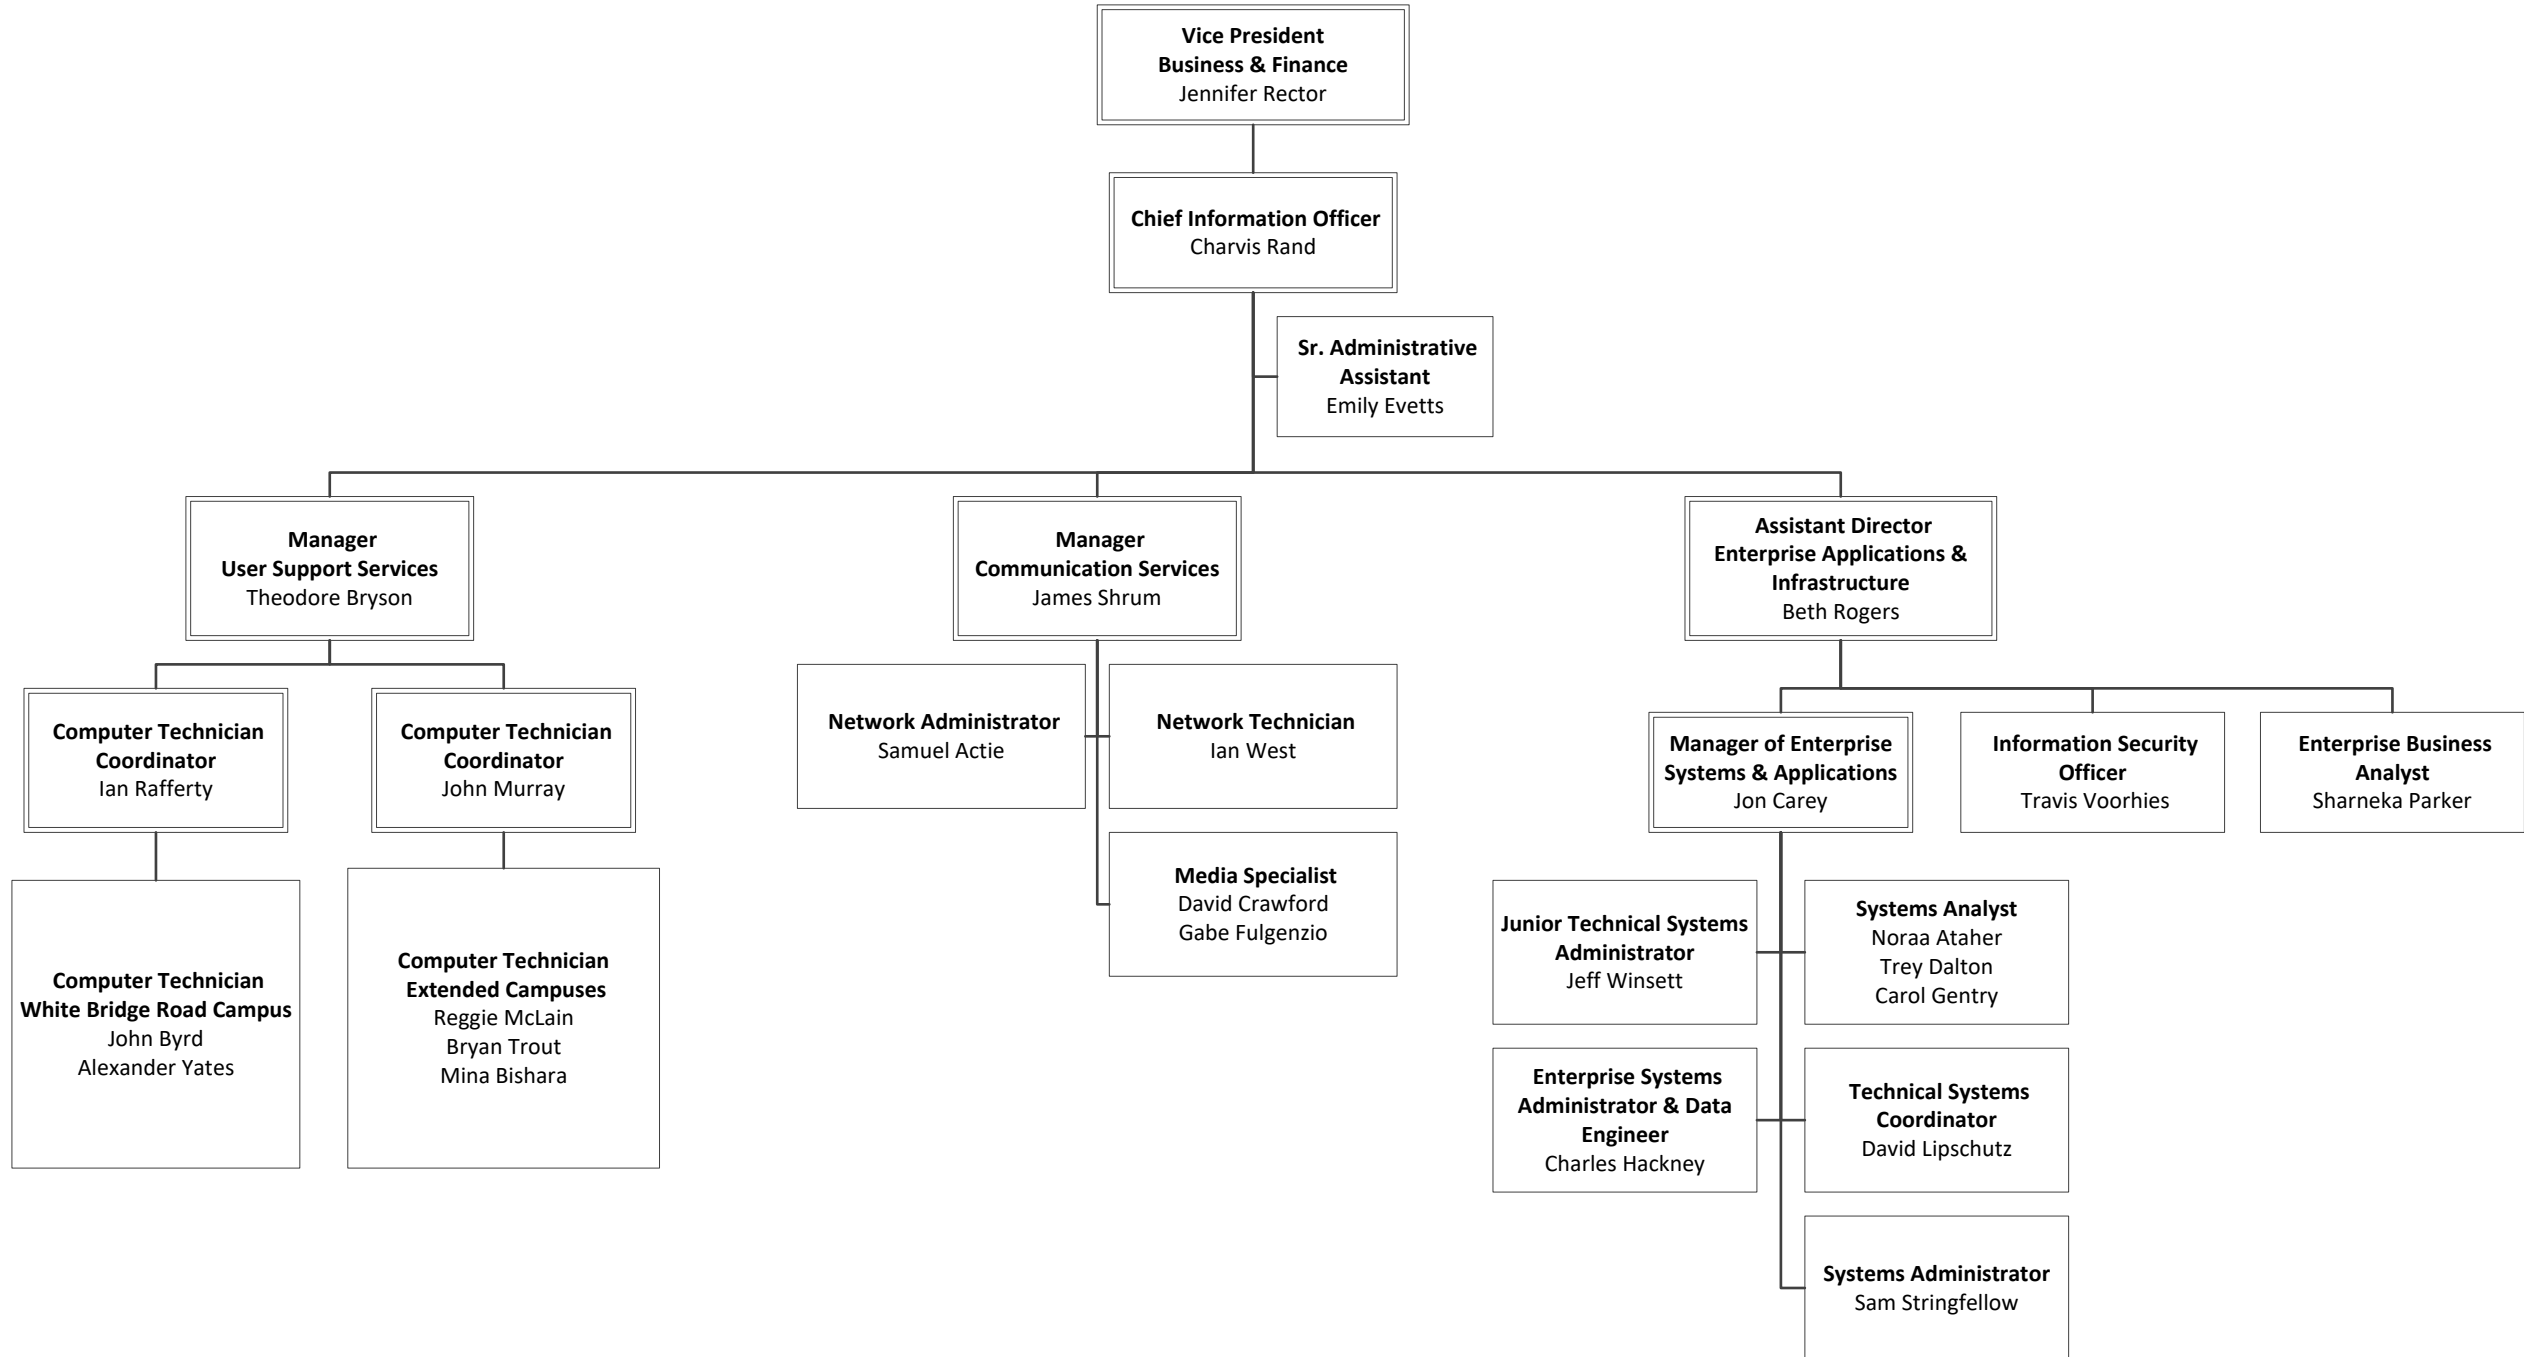 Vice President
Business & Finance
Jennifer Rector
Chief Information Officer
Charvis Rand
Sr. Administrative
Assistant
Emily Evetts
Manager
User Support Services
Theodore Bryson
Manager
Communication Services
James Shrum
Assistant Director
Enterprise Applications &
Infrastructure
Beth Rogers
Computer Technician
Coordinator
Ian Rafferty
Computer Technician
Coordinator
John Murray
Network Administrator
Samuel Actie
Network Technician
Ian West
Manager of Enterprise
Systems & Applications
Jon Carey
Information Security
Officer
Travis Voorhies
Enterprise Business
Analyst
Sharneka Parker
Computer Technician
White Bridge Road Campus
John Byrd
Alexander Yates
Computer Technician
Extended Campuses
Reggie McLain
Bryan Trout
Mina Bishara
Media Specialist
David Crawford
Gabe Fulgenzio
Junior Technical Systems
Administrator
Jeff Winsett
Systems Analyst
Noraa Ataher
Trey Dalton
Carol Gentry
Enterprise Systems
Administrator & Data
Engineer
Charles Hackney
Technical Systems
Coordinator
David Lipschutz
Systems Administrator
Sam Stringfellow